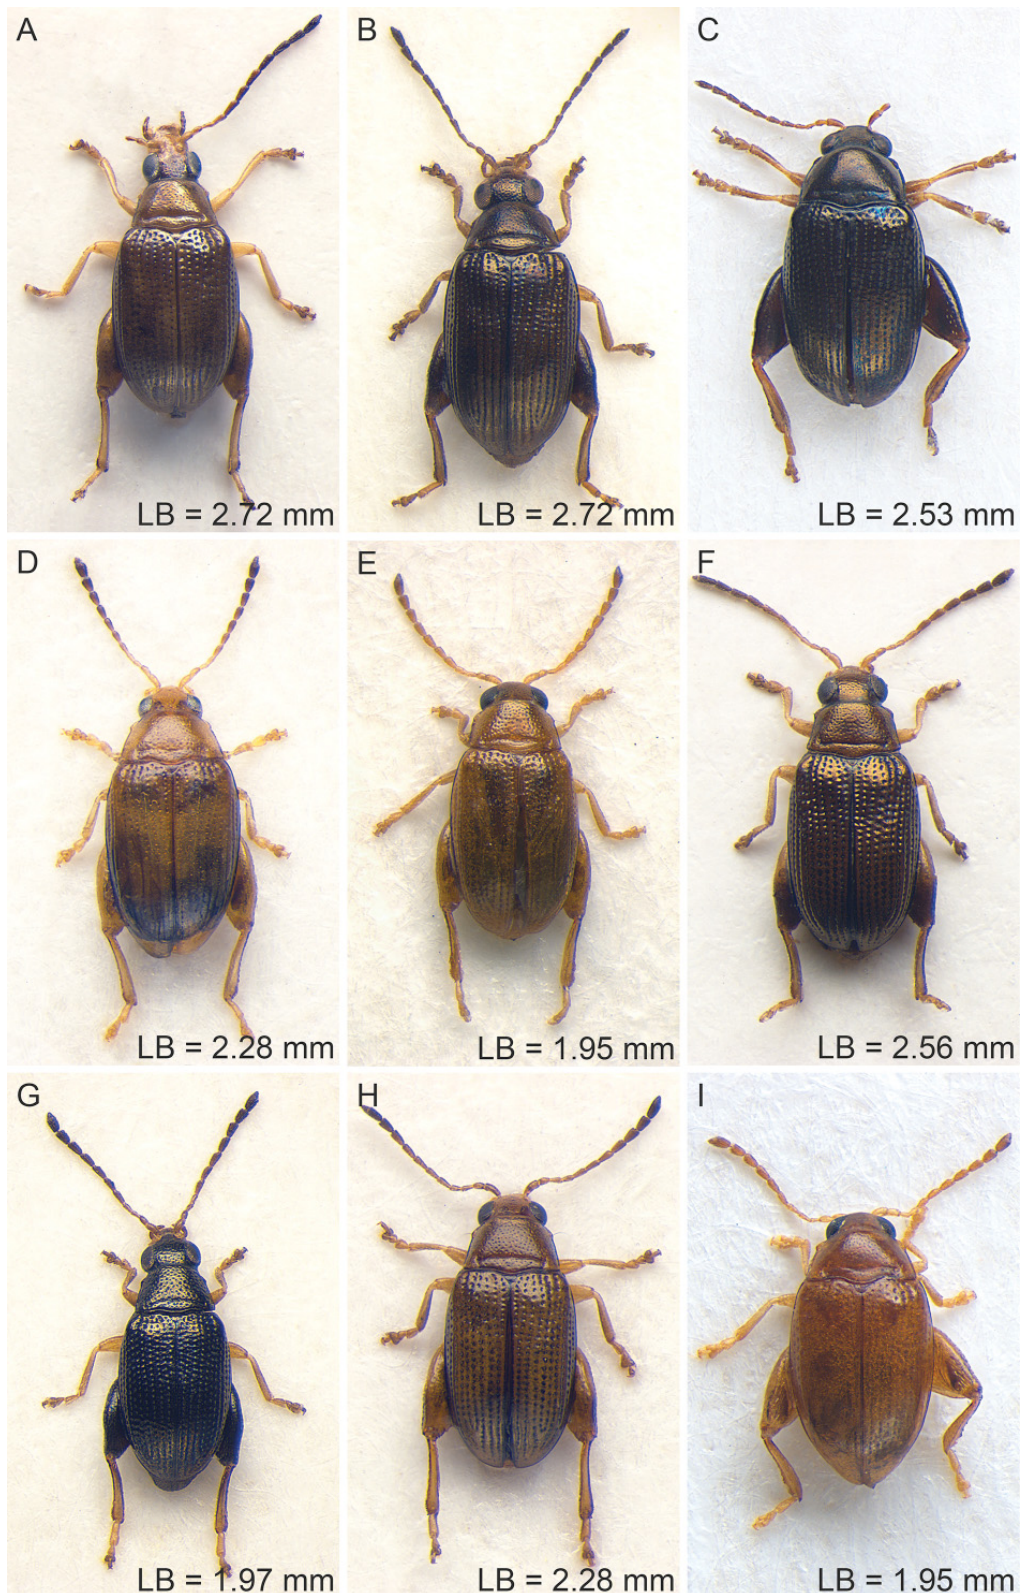 A
B
C
LB = 2.72 mm
LB = 2.72 mm
LB = 2.53 mm
D
E
F
LB = 2.28 mm
LB = 1.95 mm
LB = 2.56 mm
G
H
I
LB = 1.97 mm
LB = 2.28 mm
LB = 1.95 mm